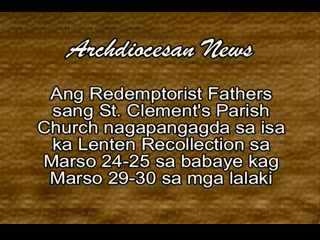 Archdiocesan News
Ang Redemptorist Fathers
sang St. Clement's Parish
Church nagapangagda sa isa
ka Lenten Recollection sa
Marso 24-25 sa babaye kag
Marso 29-30 sa mga lalaki